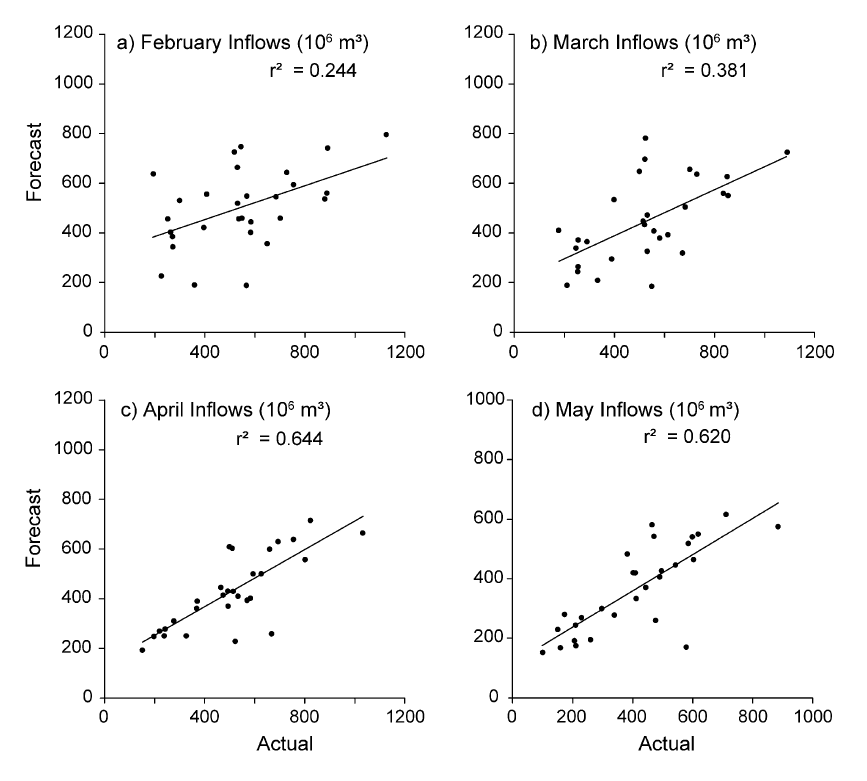 a) February Inflows (10⁶ m³)
r² = 0.244
1200
1000
800
600
400
200
0
Forecast
0 400 800 1200
b) March Inflows (10⁶ m³)
r² = 0.381
1200
1000
800
600
400
200
0
0 400 800 1200
c) April Inflows (10⁶ m³)
r² = 0.644
1200
1000
800
600
400
200
0
Forecast
0 400 800 1200
Actual
d) May Inflows (10⁶ m³)
r² = 0.620
1000
800
600
400
200
0
0 200 400 600 800 1000
Actual